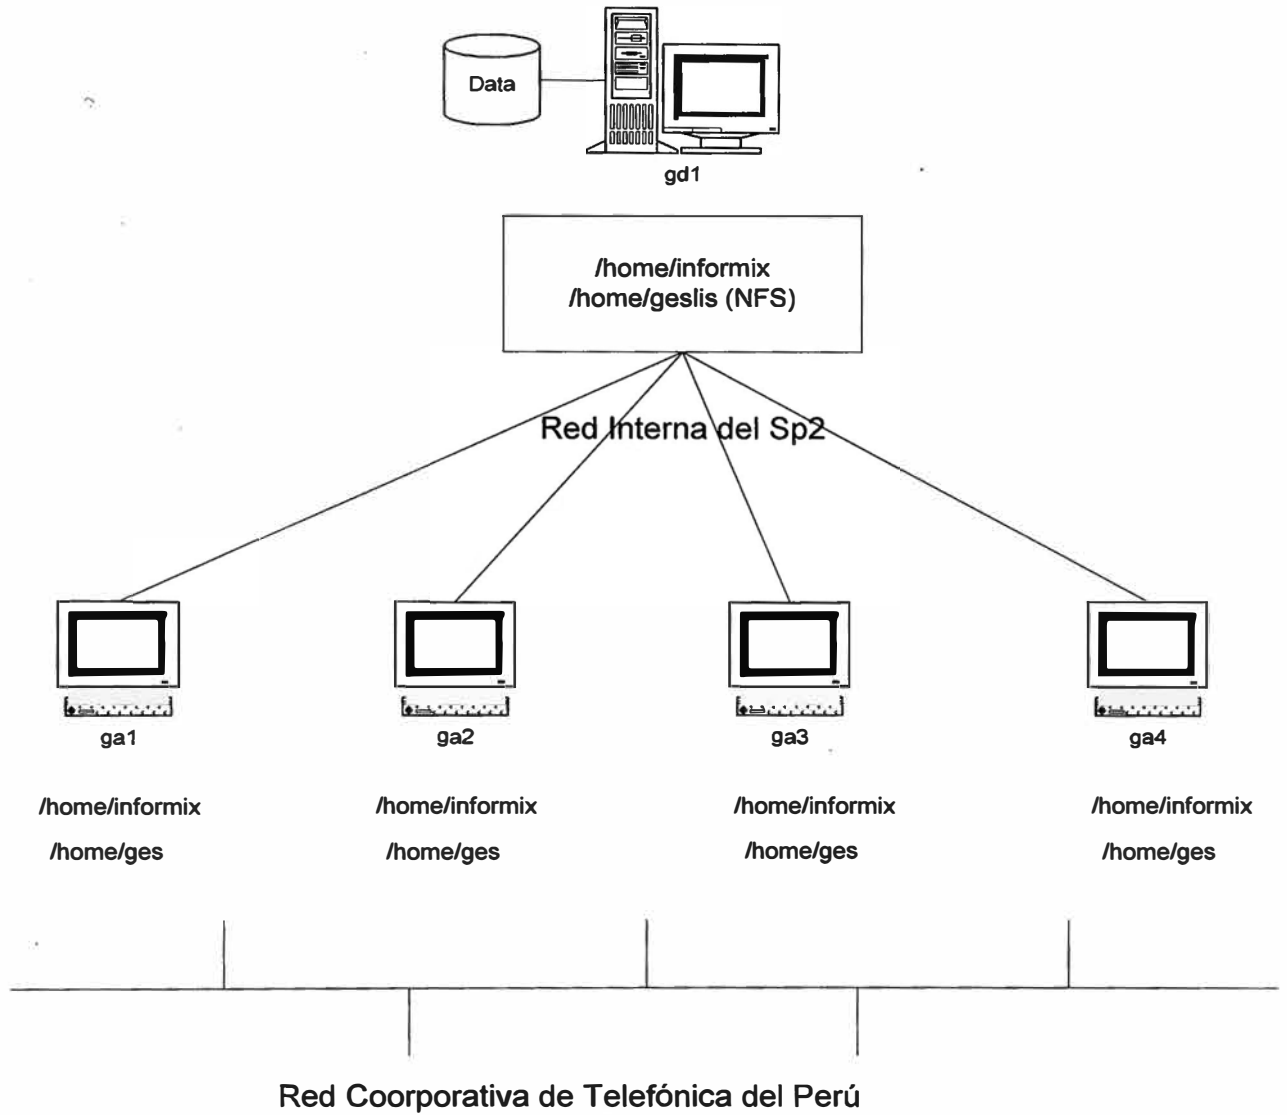 Data
gd1
/home/informix
/home/geslis (NFS)
Red Interna del Sp2
ga1
ga2
ga3
ga4
/home/informix
/home/informix
/home/informix
/home/informix
/home/ges
/home/ges
/home/ges
/home/ges
Red Coorporativa de Telefónica del Perú